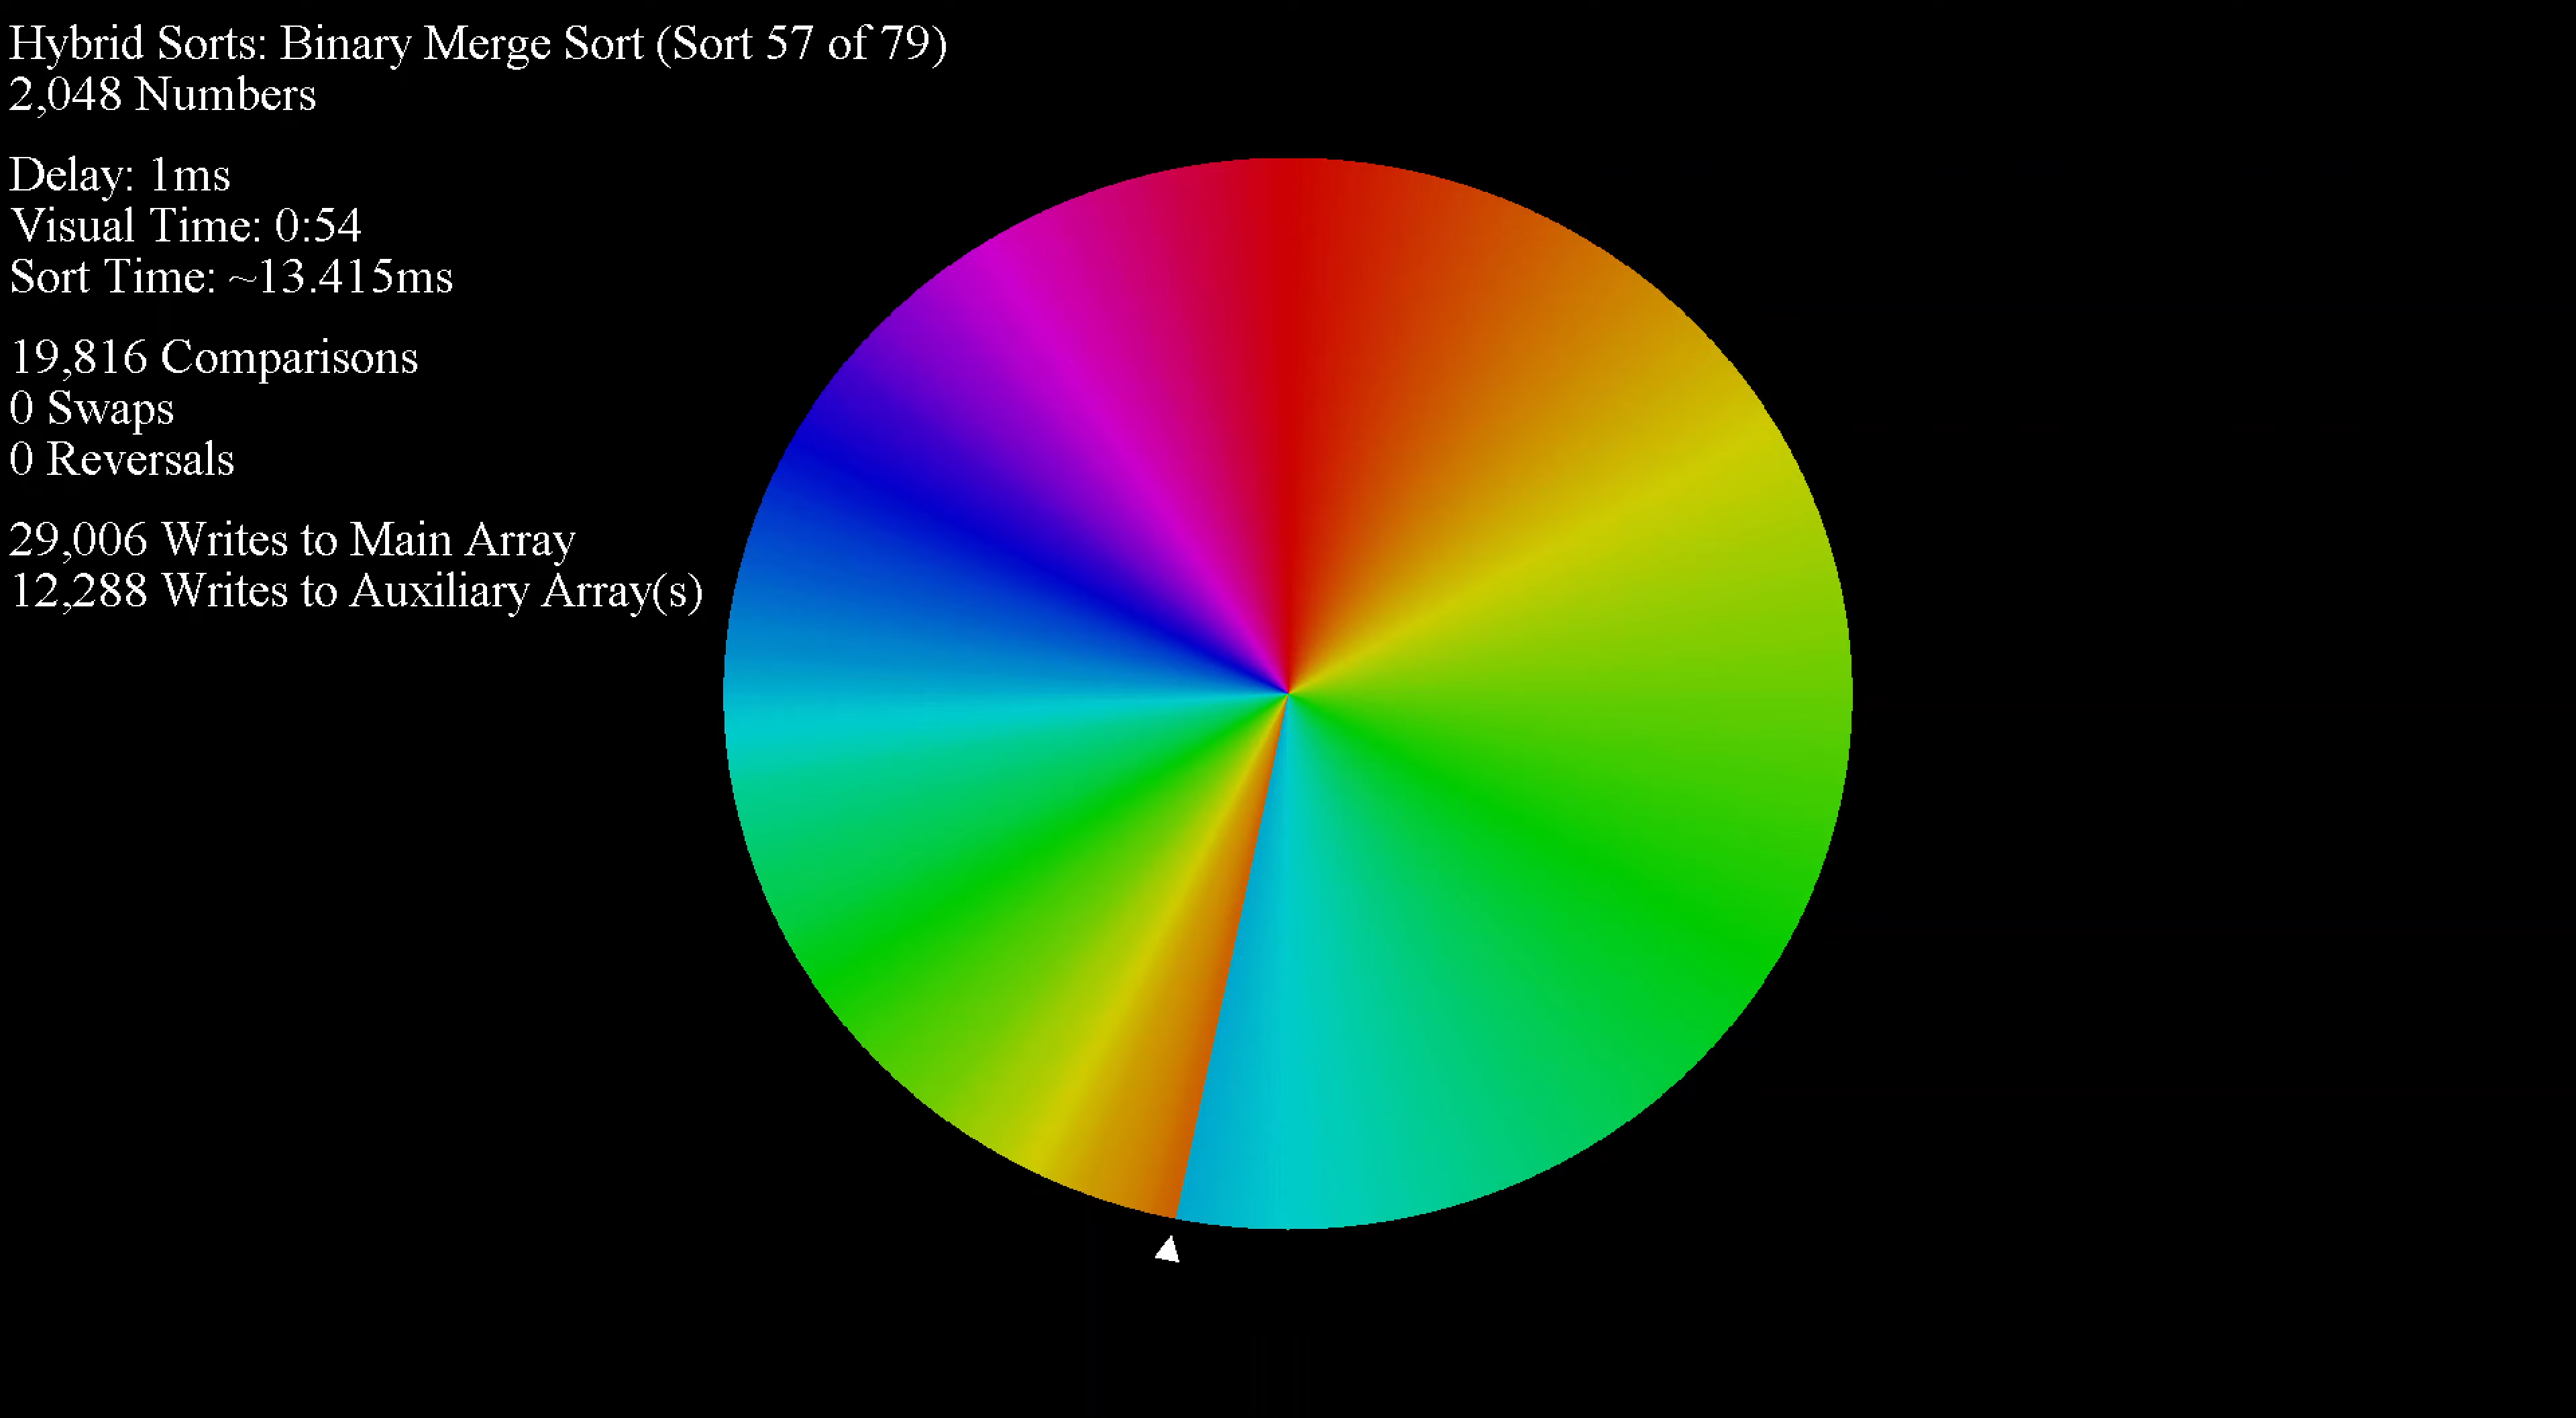 Hybrid Sorts: Binary Merge Sort (Sort 57 of 79)
2,048 Numbers
Delay: 1ms
Visual Time: 0:54
Sort Time: ~13.415ms
19,816 Comparisons
0 Swaps
0 Reversals
29,006 Writes to Main Array
12,288 Writes to Auxiliary Array(s)